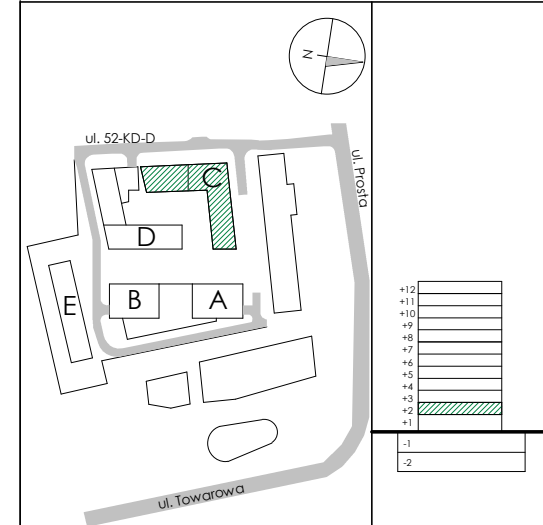 N
ul. 52-KD-D
ul. Prosta
C
D
E
B
A
ul. Towarowa
+12
+11
+10
+9
+8
+7
+6
+5
+4
+3
+2
+1
-1
-2